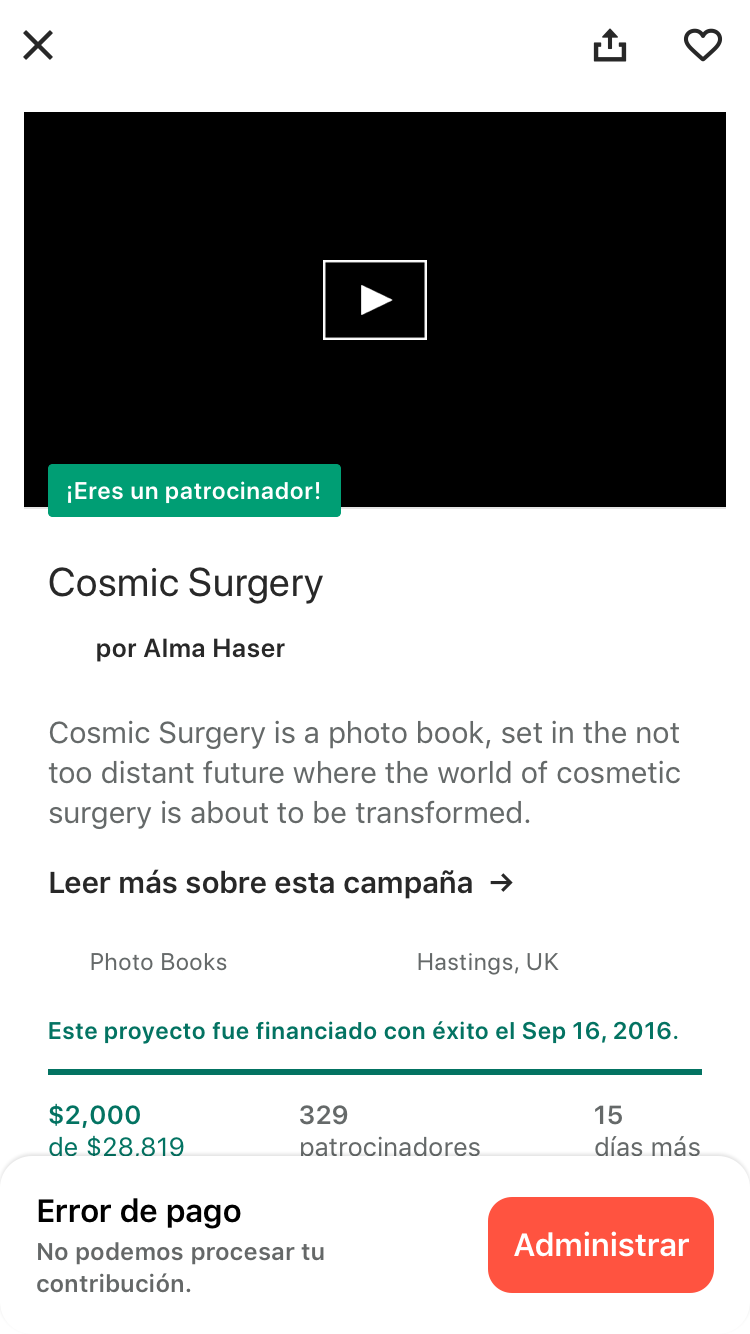 ¡Eres un patrocinador!
Cosmic Surgery
por Alma Haser
Cosmic Surgery is a photo book, set in the not
too distant future where the world of cosmetic
surgery is about to be transformed.
Leer más sobre esta campaña →
Photo Books
Hastings, UK
Este proyecto fue financiado con éxito el Sep 16, 2016.
$2,000
de $28,819
329
patrocinadores
15
días más
Error de pago
No podemos procesar tu
contribución.
Administrar